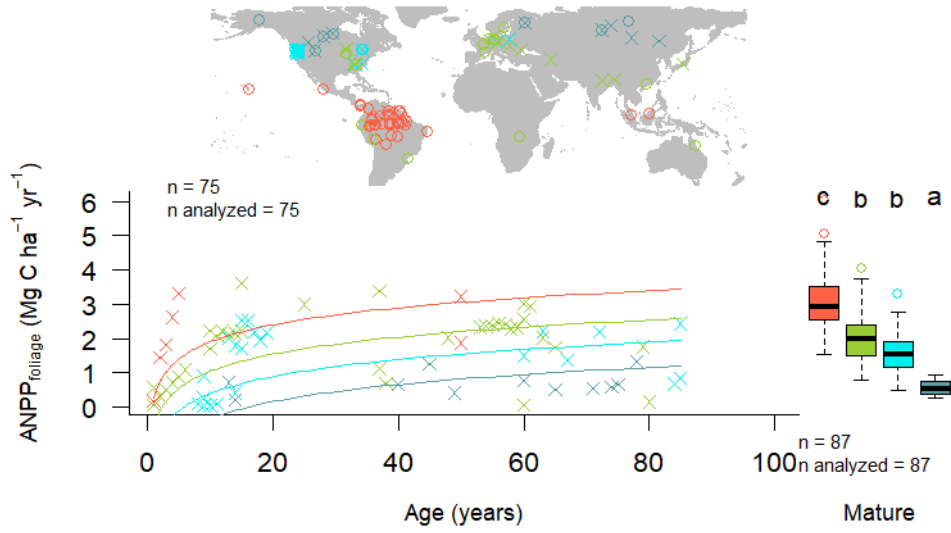 n = 75
n analyzed = 75
c b b a
6
5
4
3
2
1
0
ANPPfoliage (Mg C ha⁻¹ yr⁻¹)
0 20 40 60 80 100
n = 87
n analyzed = 87
Age (years)
Mature